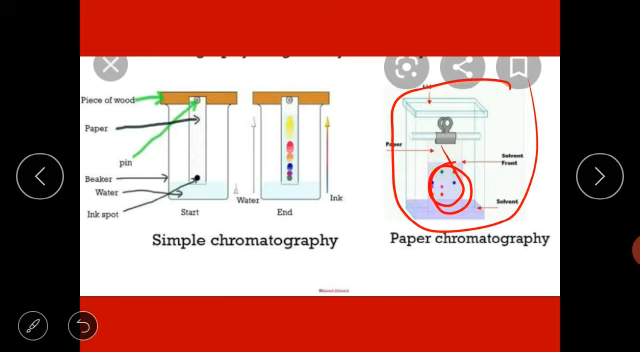 Piece of wood
Paper
pin
Beaker
Water
Ink spot
Start
Water
End
Ink
Simple chromatography
Paper
Solvent
Front
Solvent
Paper chromatography